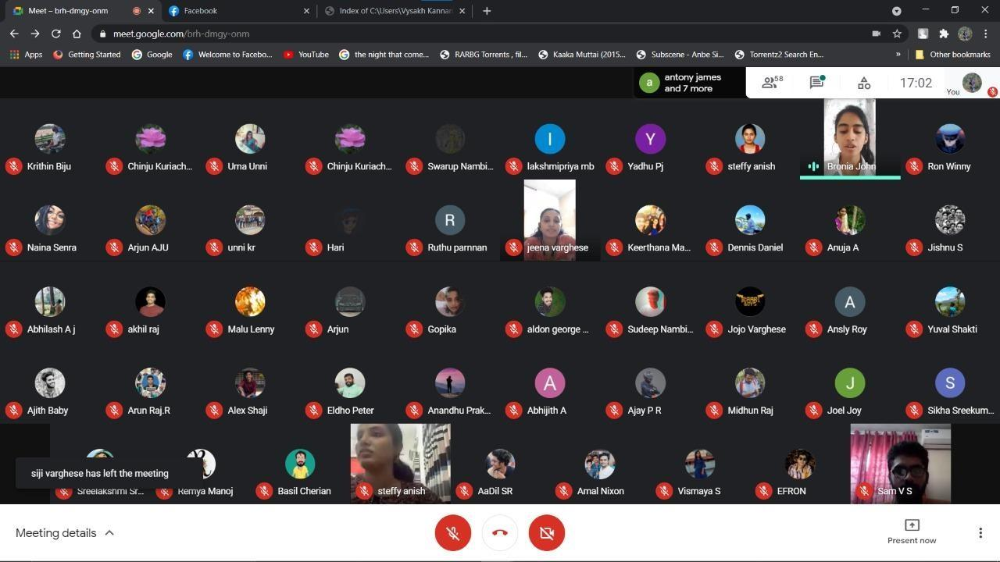 Meet – brh-dmgy-onm
Facebook
Index of C:\Users\Vysakh Kannan
meet.google.com/brh-dmgy-onm
Apps
Getting Started
Google
Welcome to Facebo...
YouTube
the night that come...
RARBG Torrents , fil...
Kaaka Muttai (2015...
Subscene - Anbe Si...
Torrentz2 Search En...
»
Other bookmarks
a
antony james
and 7 more
58
17:02
You
Krithin Biju
Chinju Kuriach...
Uma Unni
Chinju Kuriach...
Swarup Nambi...
I
lakshmipriya mb
Y
Yadhu Pj
steffy anish
Bronia John
Ron Winny
Naina Senra
Arjun AJU
unni kr
Hari
R
Ruthu parnnan
jeena varghese
Keerthana Ma...
Dennis Daniel
Anuja A
Jishnu S
Abhilash A j
akhil raj
Malu Lenny
Arjun
Gopika
aldon george ...
Sudeep Nambi...
Jojo Varghese
A
Ansly Roy
Yuval Shakti
Ajith Baby
Arun Raj.R
Alex Shaji
Eldho Peter
Anandhu Prak...
A
Abhijith A
Ajay P R
Midhun Raj
J
Joel Joy
S
Sikha Sreekum...
siji varghese has left the meeting
Sreelakshmi Sr...
Remya Manoj
Basil Cherian
steffy anish
AaDil SR
Amal Nixon
Vismaya S
EFRON
Sam V S
Meeting details
Present now